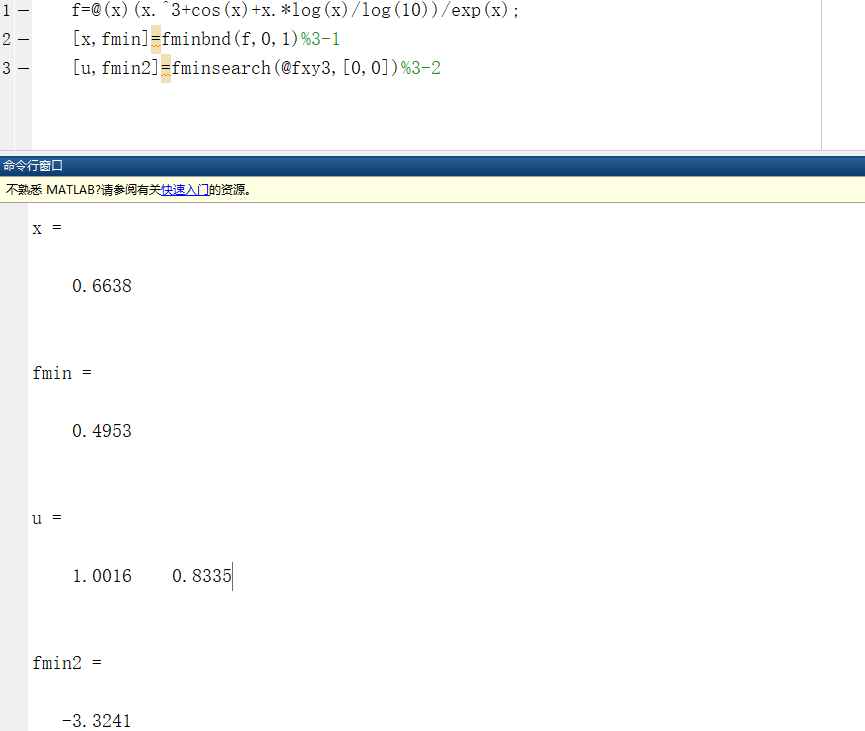 1 — f=@(x)(x.^3+cos(x)+x.*log(x)/log(10))/exp(x);
2 — [x,fmin]=fminbnd(f,0,1)%3-1
3 — [u,fmin2]=fminsearch(@fxy3,[0,0])%3-2
命令行窗口
不熟悉 MATLAB?请参阅有关快速入门的资源。
x =
0.6638
fmin =
0.4953
u =
1.0016 0.8335
fmin2 =
-3.3241